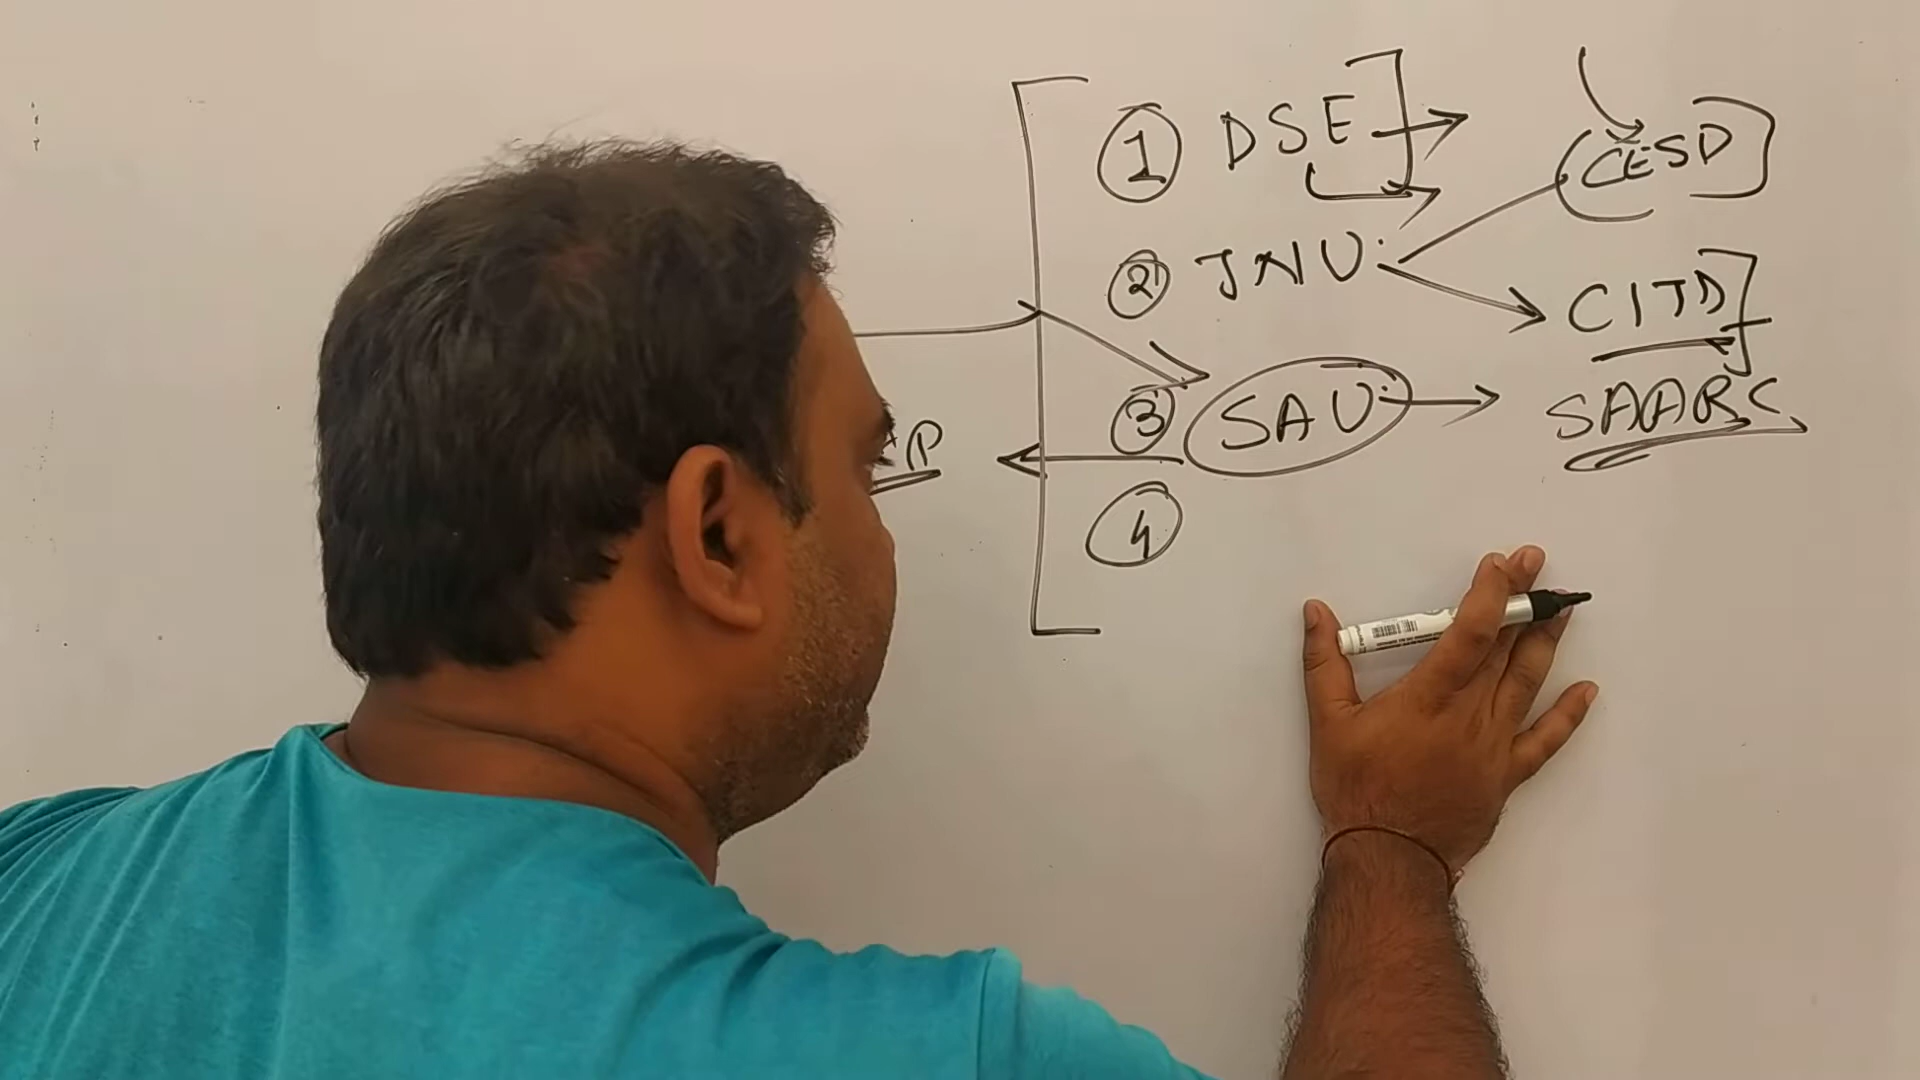 ① DSE
CESD
② JNU
CITD
③ SAU
SAARC
P
④